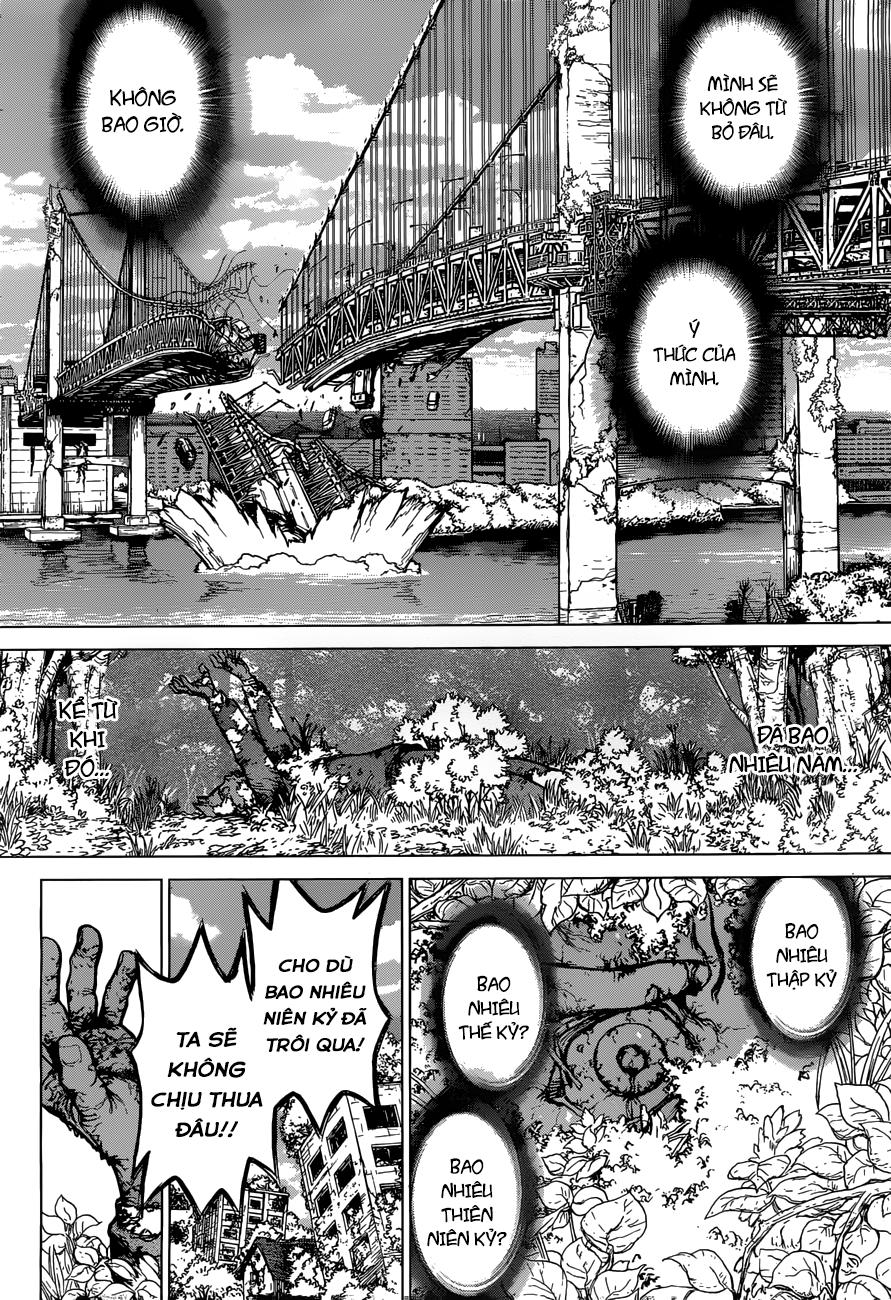 MÌNH SẼ
KHÔNG TỪ
BỎ ĐÂU.
Ý
THỨC CỦA
MÌNH.
KHÔNG
BAO GIỜ.
ĐÃ BAO
NHIÊU NĂM...
KỂ TỪ
KHI
ĐÓ...
BAO
NHIÊU
THẬP KỶ
BAO
NHIÊU
THẾ KỶ?
BAO
NHIÊU
THIÊN
NIÊN KỶ?
CHO DÙ
BAO NHIÊU
NIÊN KỶ ĐÃ
TRÔI QUA!
TA SẼ
KHÔNG
CHỊU THUA
ĐÂU!!